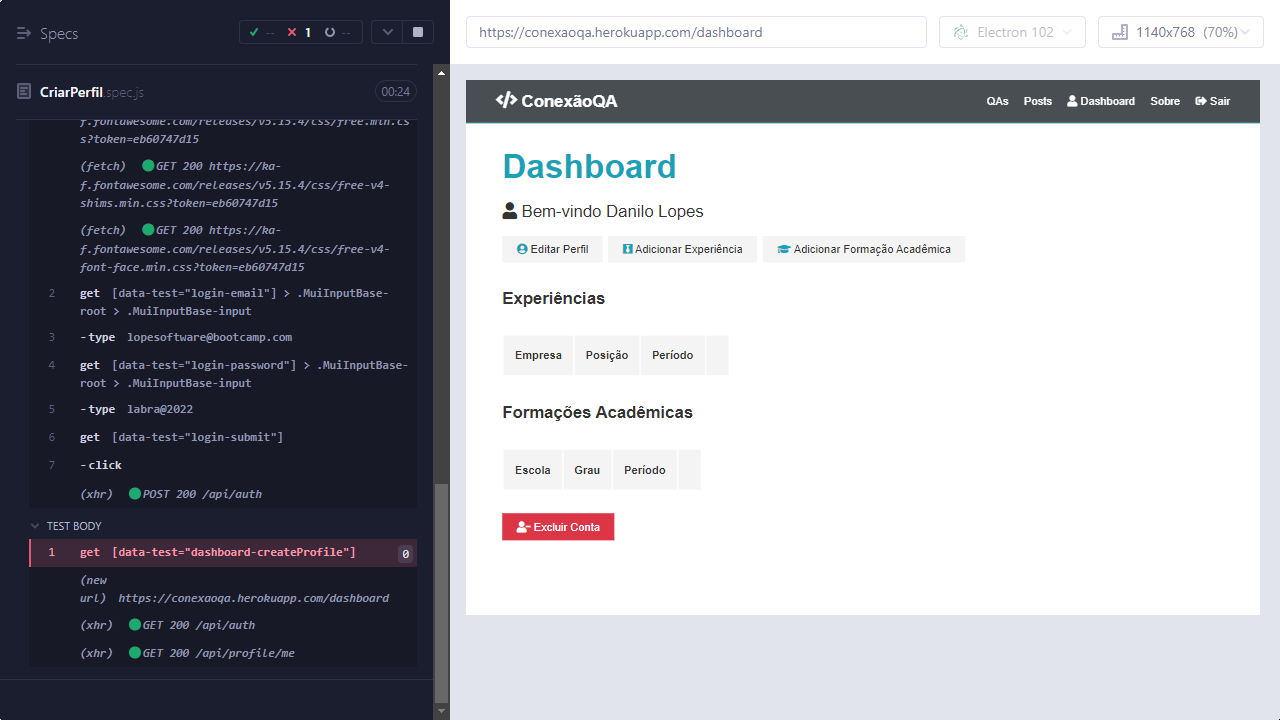 Specs
-- 1 --
CriarPerfil.spec.js
00:24
f.fontawesome.com/releases/v5.15.4/css/free.min.cs
s?token=eb60747d15
(fetch) GET 200 https://ka-
f.fontawesome.com/releases/v5.15.4/css/free-v4-
shims.min.css?token=eb60747d15
(fetch) GET 200 https://ka-
f.fontawesome.com/releases/v5.15.4/css/free-v4-
font-face.min.css?token=eb60747d15
2 get [data-test="login-email"] > .MuiInputBase-
root > .MuiInputBase-input
3 -type lopesoftware@bootcamp.com
4 get [data-test="login-password"] > .MuiInputBase-
root > .MuiInputBase-input
5 -type labra@2022
6 get [data-test="login-submit"]
7 -click
(xhr) POST 200 /api/auth
TEST BODY
1 get [data-test="dashboard-createProfile"] 0
(new
url) https://conexaoqa.herokuapp.com/dashboard
(xhr) GET 200 /api/auth
(xhr) GET 200 /api/profile/me
https://conexaoqa.herokuapp.com/dashboard
Electron 102
1140x768 (70%)
ConexãoQA
QAs Posts Dashboard Sobre Sair
Dashboard
Bem-vindo Danilo Lopes
Editar Perfil Adicionar Experiência Adicionar Formação Acadêmica
Experiências
Empresa Posição Período
Formações Acadêmicas
Escola Grau Período
Excluir Conta